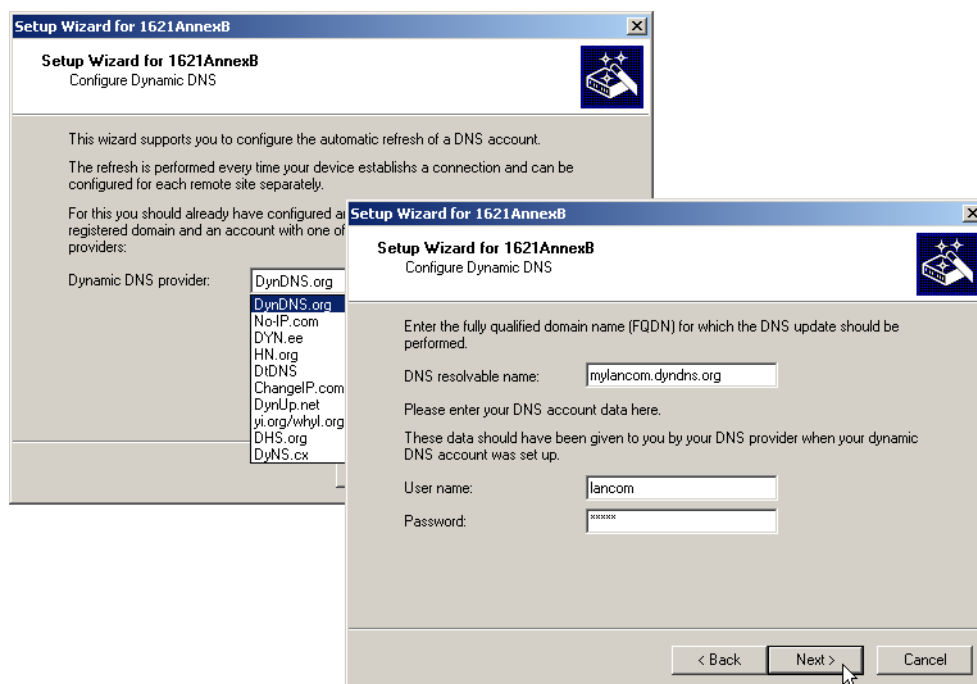 Setup Wizard for 1621AnnexB
Setup Wizard for 1621AnnexB
Configure Dynamic DNS
This wizard supports you to configure the automatic refresh of a DNS account.
The refresh is performed every time your device establishs a connection and can be
configured for each remote site separately.
For this you should already have configured
registered domain and an account with one of
providers:
Dynamic DNS provider:
DynDNS.org
DynDNS.org
No-IP.com
DYN.ee
HN.org
DtDNS
ChangeIP.com
DynUp.net
yi.org/whyl.org
DHS.org
DyNS.cx
Setup Wizard for 1621AnnexB
Setup Wizard for 1621AnnexB
Configure Dynamic DNS
Enter the fully qualified domain name (FQDN) for which the DNS update should be
performed.
DNS resolvable name:
mylancom.dyndns.org
Please enter your DNS account data here.
These data should have been given to you by your DNS provider when your dynamic
DNS account was set up.
User name:
lancom
Password:
*****
< Back
Next >
Cancel